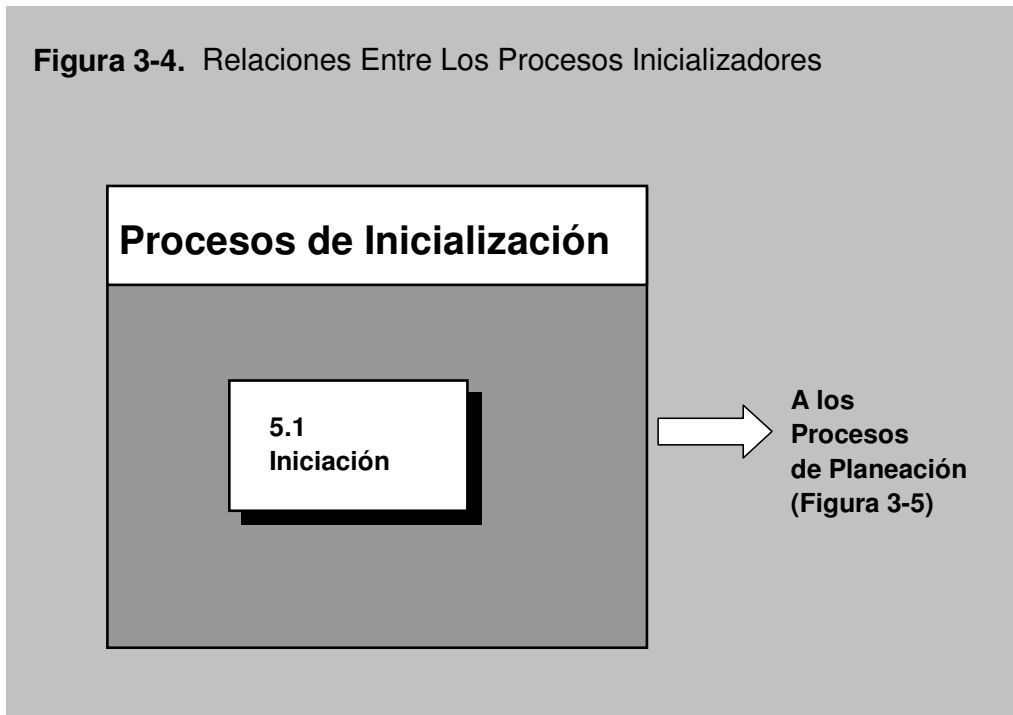 Figura 3-4. Relaciones Entre Los Procesos Inicializadores
Procesos de Inicialización
5.1
Iniciación
A los
Procesos
de Planeación
(Figura 3-5)